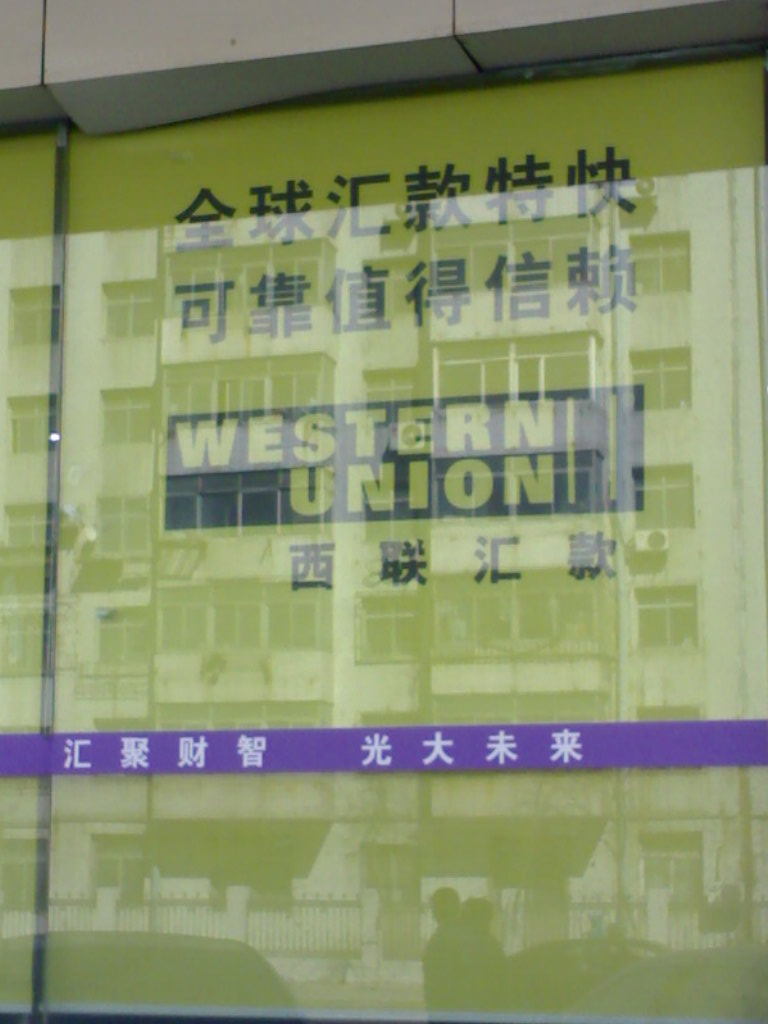 全球汇款特快
可靠值得信赖
WESTERN
UNION
西联汇款
汇聚财智 光大未来